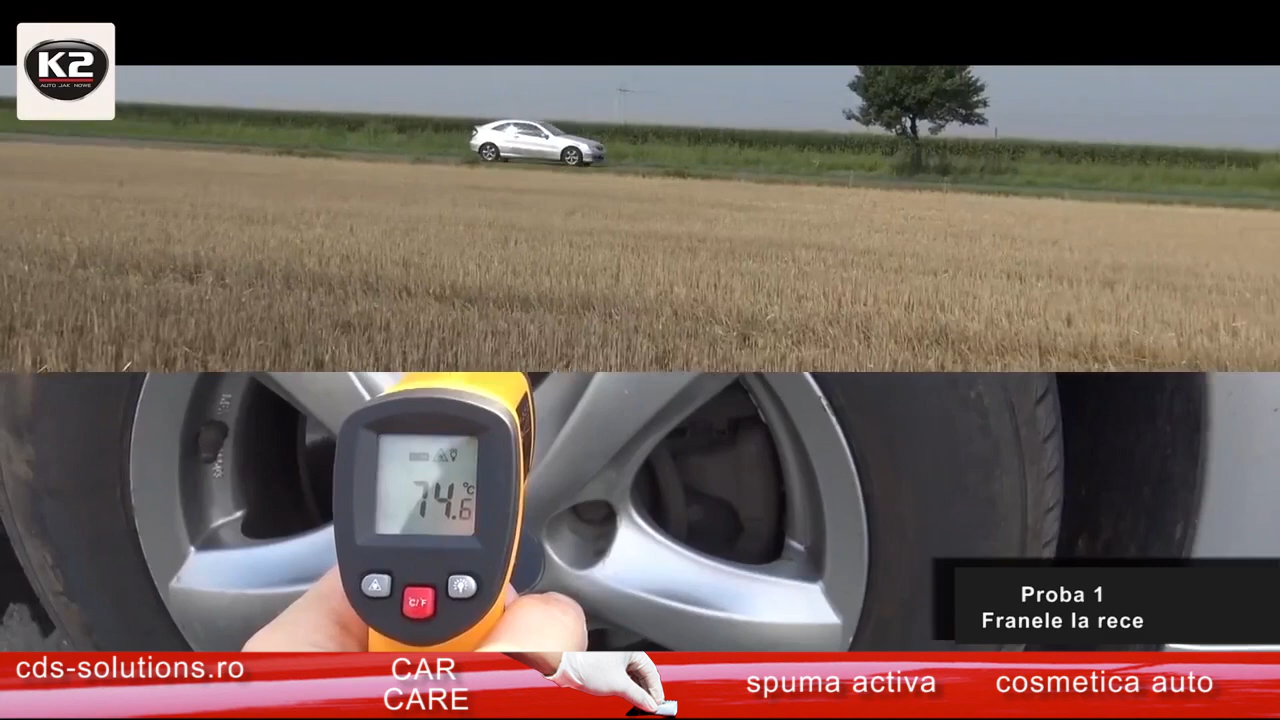 K2
AUTO JAK NOWE
74.6 °C
C/F
Proba 1
Franele la rece
cds-solutions.ro
CAR
CARE
spuma activa
cosmetica auto